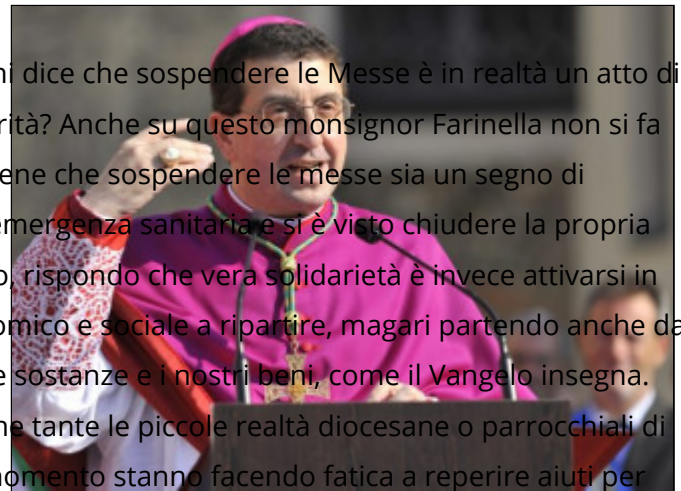 ni dice che sospendere le Messe è in realtà un atto di
rità? Anche su questo monsignor Farinella non si fa
ene che sospendere le messe sia un segno di
emergenza sanitaria e si è visto chiudere la propria
o, rispondo che vera solidarietà è invece attivarsi in
omico e sociale a ripartire, magari partendo anche da
e sostanze e i nostri beni, come il Vangelo insegna.
ne tante le piccole realtà diocesane o parrocchiali di
momento stanno facendo fatica a reperire aiuti per